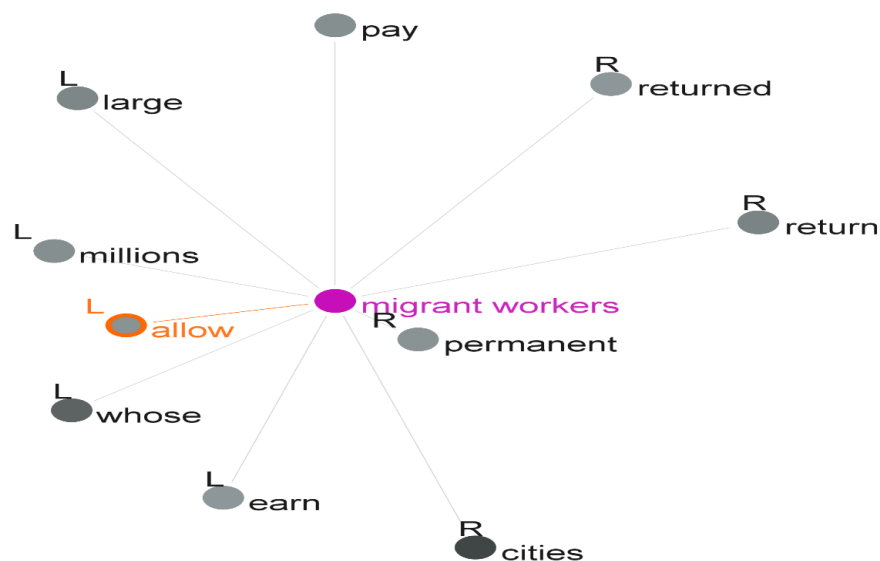 pay
L
large
R
returned
R
return
L
millions
migrant workers
L
allow
R
permanent
L
whose
L
earn
R
cities